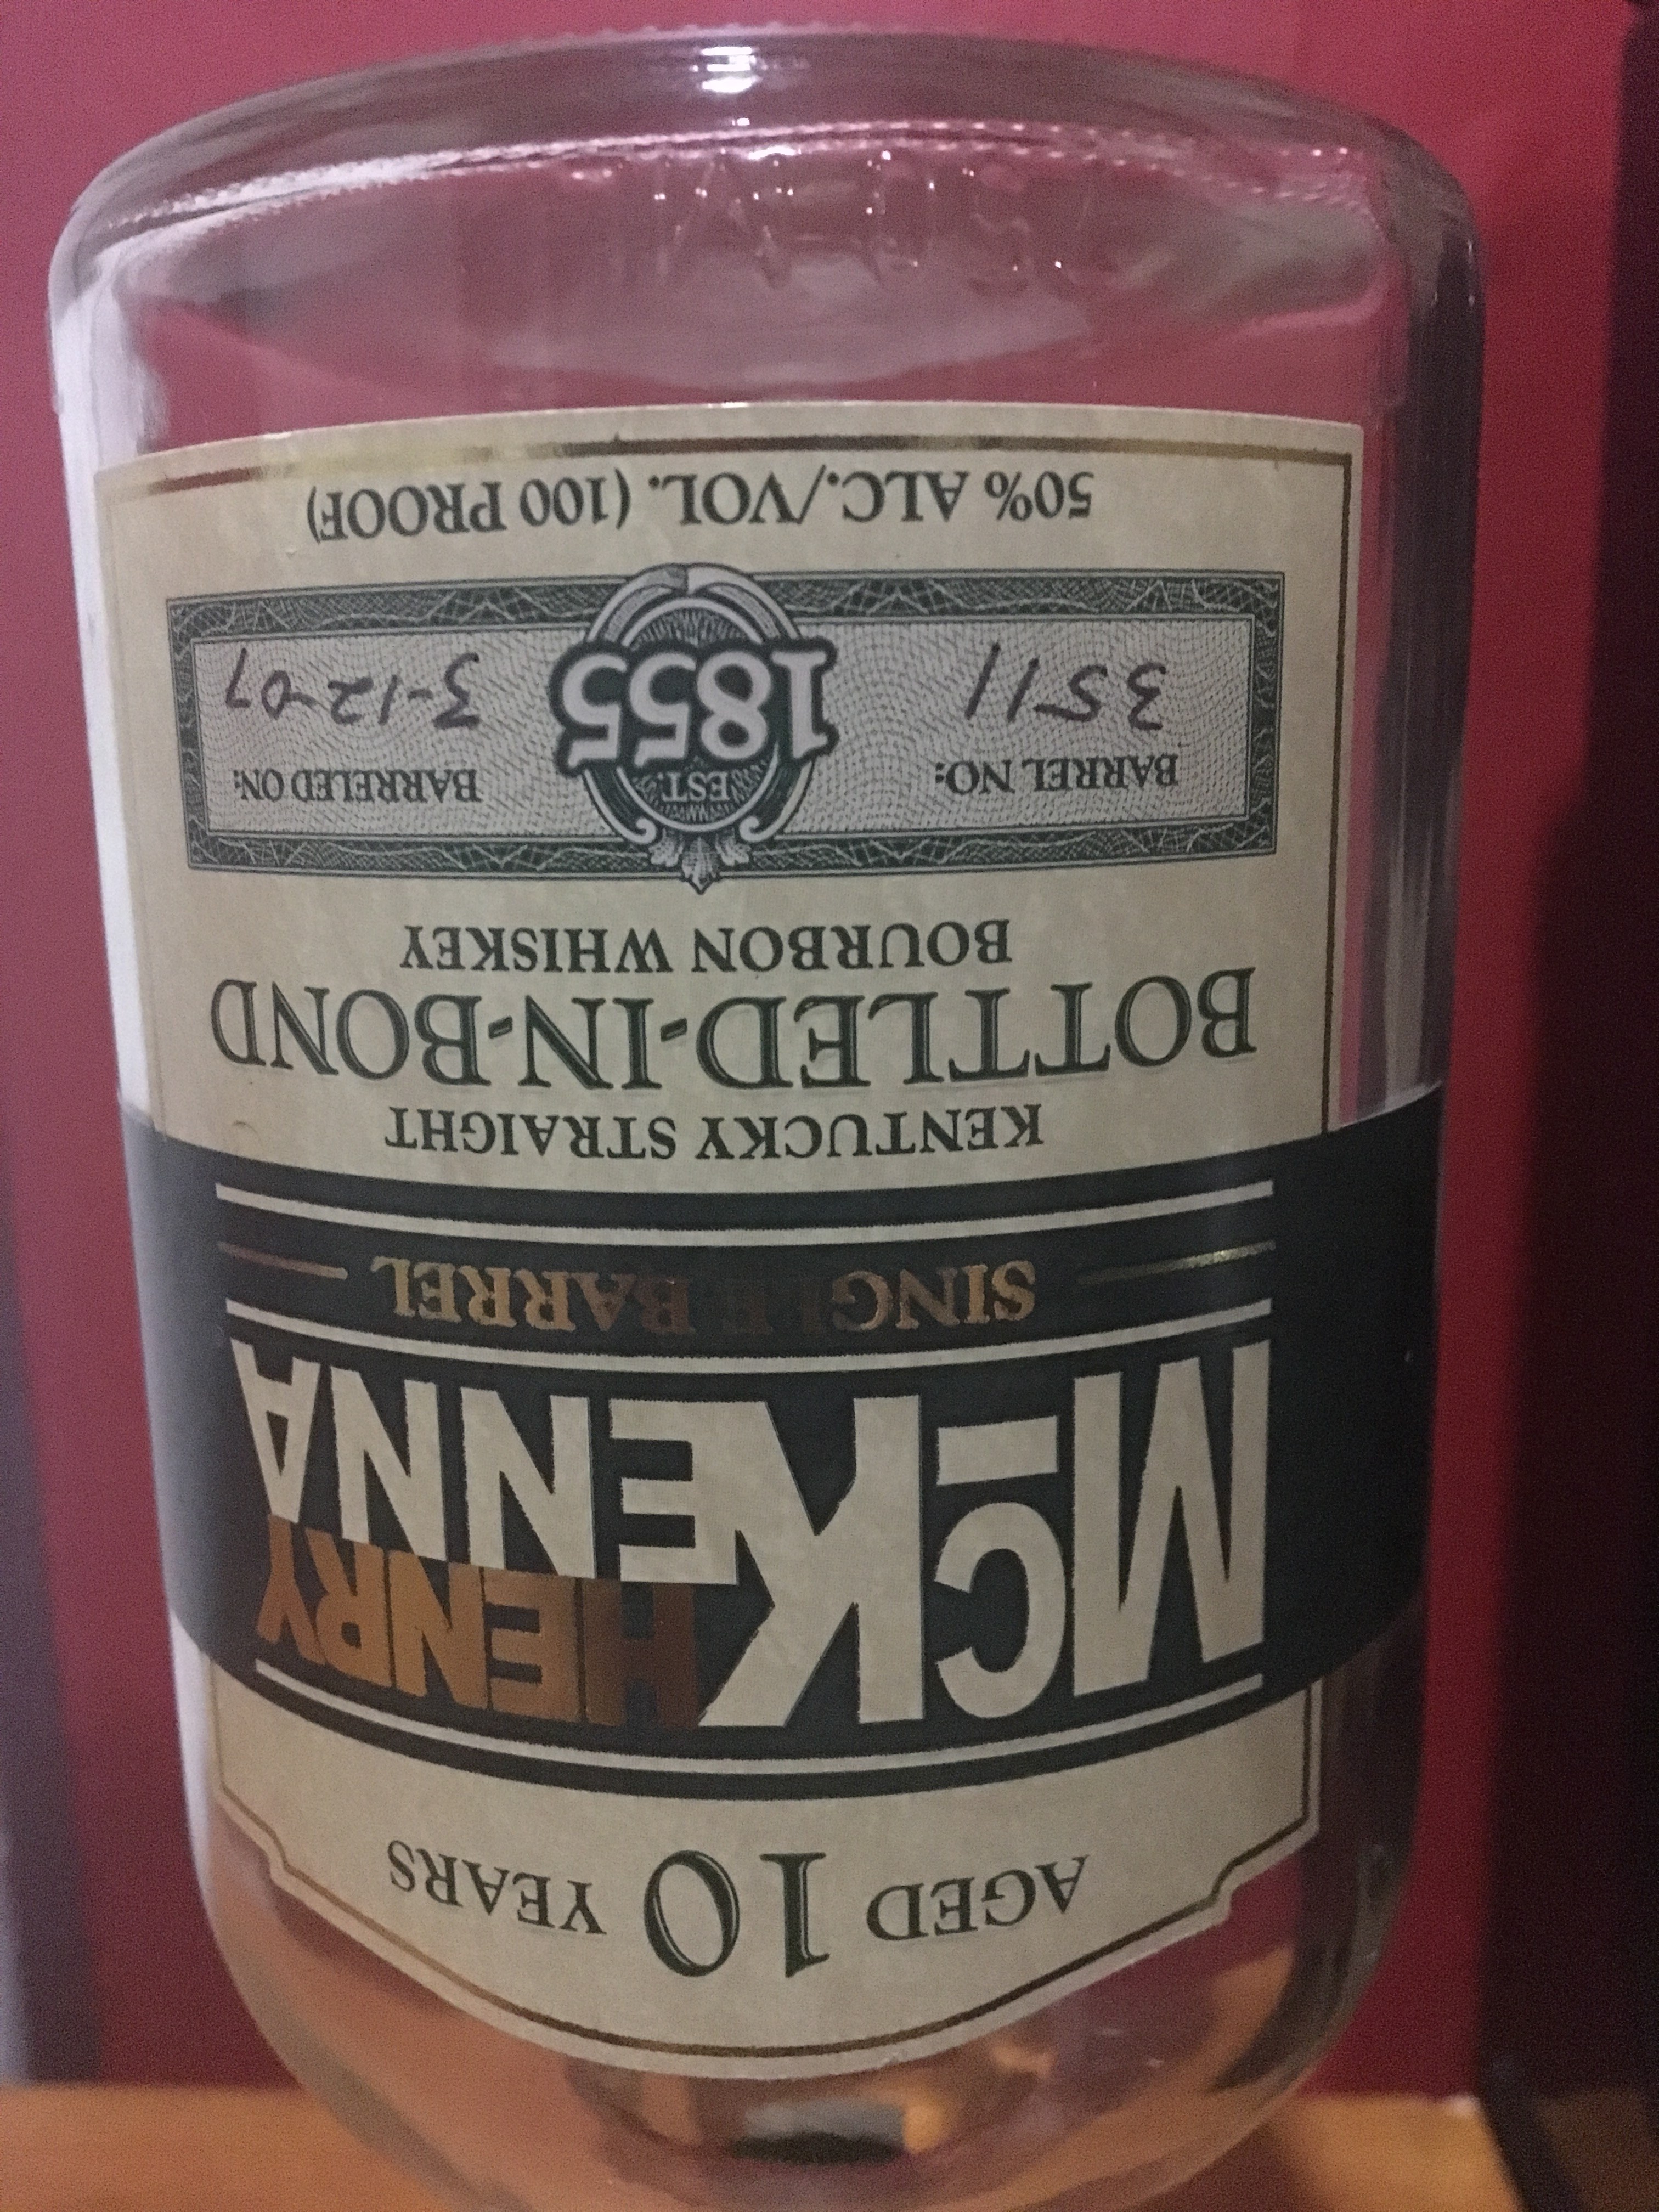 AGED 10 YEARS
HENRY
McKENNA
SINGLE BARREL
KENTUCKY STRAIGHT
BOTTLED-IN-BOND
BOURBON WHISKEY
BARREL NO:
3511
EST.
1855
BARRELED ON:
3-12-07
50% ALC./VOL. (100 PROOF)